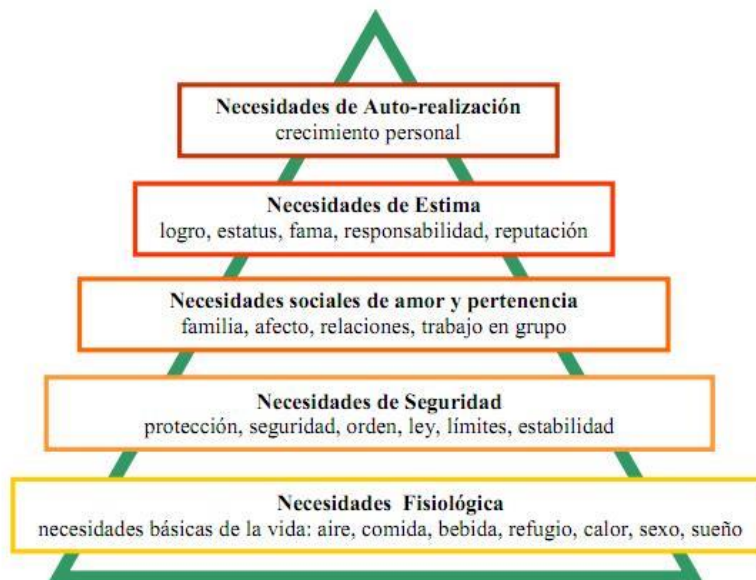 Necesidades de Auto-realización
crecimiento personal
Necesidades de Estima
logro, estatus, fama, responsabilidad, reputación
Necesidades sociales de amor y pertenencia
familia, afecto, relaciones, trabajo en grupo
Necesidades de Seguridad
protección, seguridad, orden, ley, límites, estabilidad
Necesidades Fisiológica
necesidades básicas de la vida: aire, comida, bebida, refugio, calor, sexo, sueño